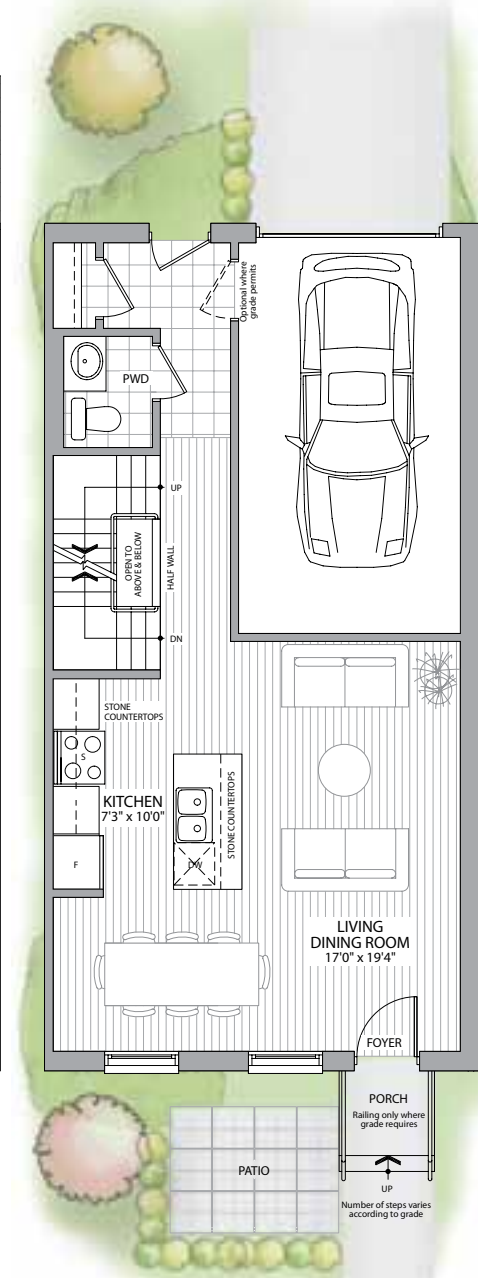 Optional where
grade permits
PWD
UP
OPEN TO
ABOVE & BELOW
HALF WALL
DN
STONE
COUNTERTOPS
S
KITCHEN
7'3" x 10'0"
STONE COUNTERTOPS
F
DW
LIVING
DINING ROOM
17'0" x 19'4"
FOYER
PORCH
Railing only where
grade requires
PATIO
UP
Number of steps varies
according to grade